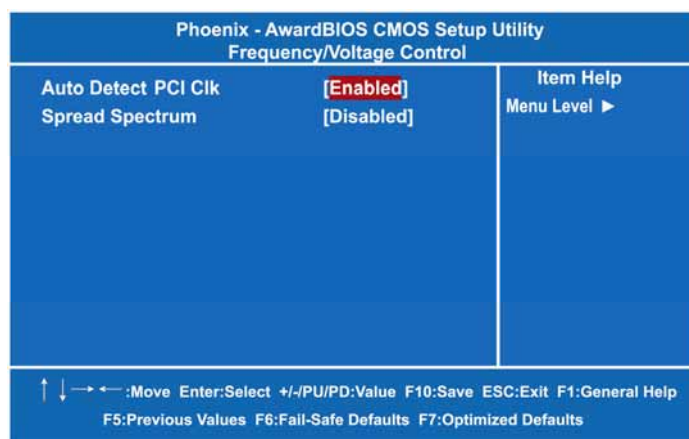 Phoenix - AwardBIOS CMOS Setup Utility
Frequency/Voltage Control
Auto Detect PCI Clk [Enabled]
Spread Spectrum [Disabled]
Item Help
Menu Level ►
↑ ↓ → ← :Move Enter:Select +/-/PU/PD:Value F10:Save ESC:Exit F1:General Help
F5:Previous Values F6:Fail-Safe Defaults F7:Optimized Defaults